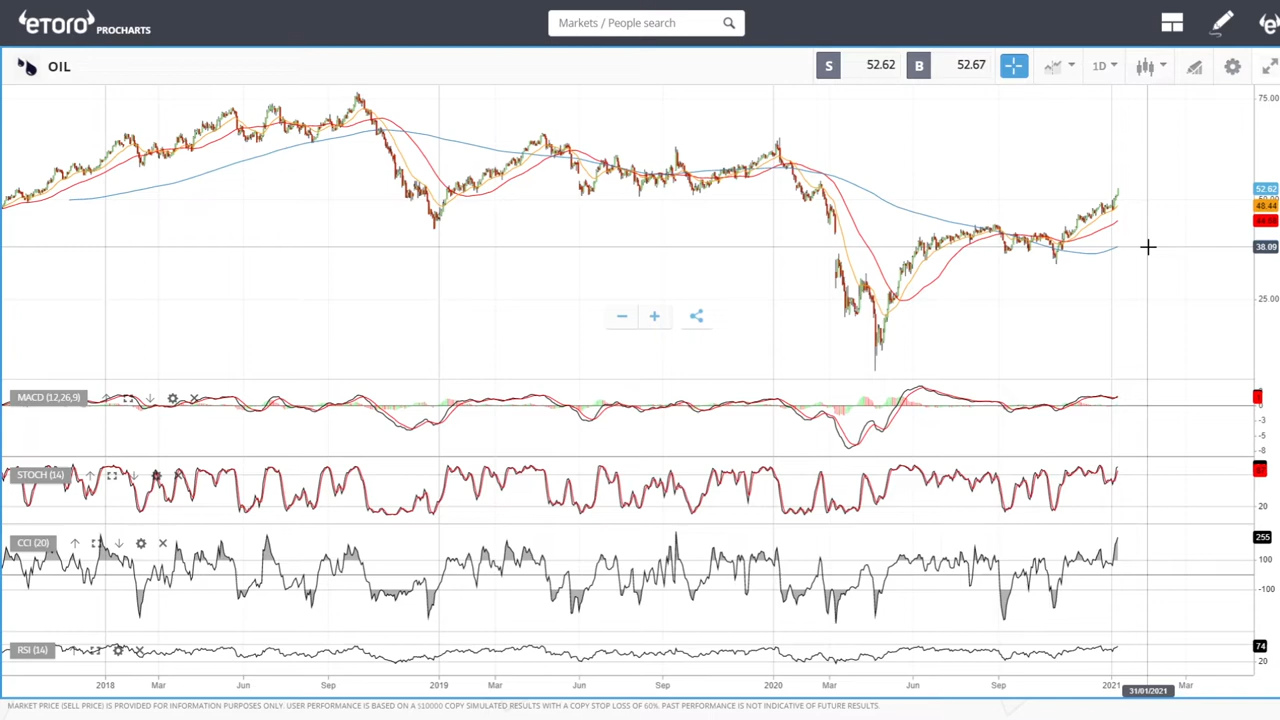 etoro PROCHARTS
Markets / People search
OIL
S 52.62 B 52.67
1D
75.00
52.62
48.44
38.09
25.00
MACD (12,26,9)
0
-3
-5
-8
STOCH (14)
20
CCI (20)
255
100
-100
RSI (14)
74
20
2018 Mar Jun Sep 2019 Mar Jun Sep 2020 Mar Jun Sep 2021 Mar
31/01/2021
MARKET PRICE (SELL PRICE) IS PROVIDED FOR INFORMATION PURPOSES ONLY. USER PERFORMANCE IS BASED ON A $10000 COPY SIMULATED RESULTS WITH A COPY STOP LOSS OF 60%. PAST PERFORMANCE IS NOT INDICATIVE OF FUTURE RESULTS.